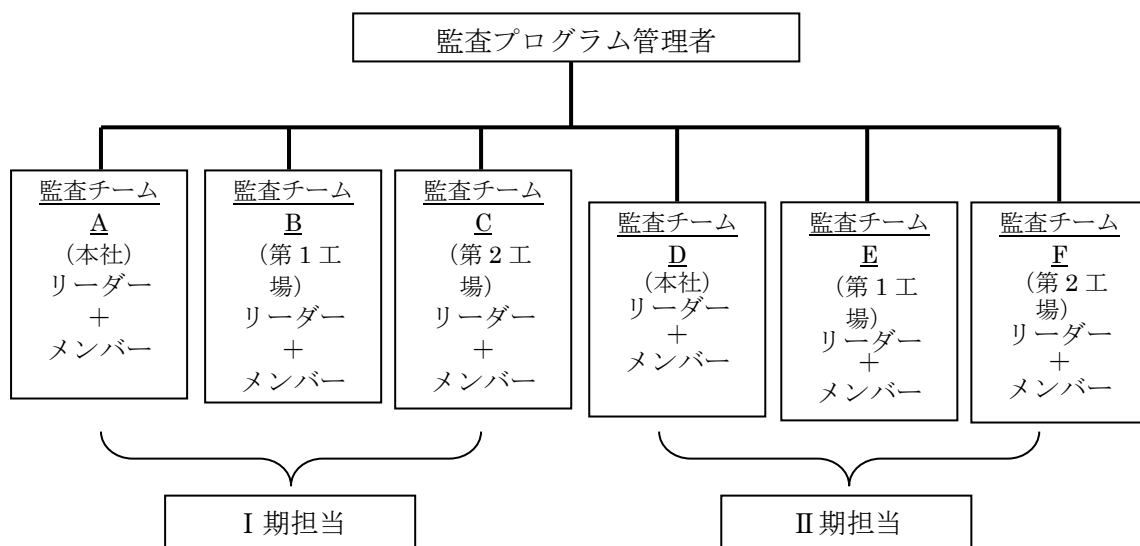 監査プログラム管理者
監査チーム
A
(本社)
リーダー
+
メンバー
監査チーム
B
(第1工
場)
リーダー
+
メンバー
監査チーム
C
(第2工
場)
リーダー
+
メンバー
監査チーム
D
(本社)
リーダー
+
メンバー
監査チーム
E
(第1工
場)
リーダー
+
メンバー
監査チーム
F
(第2工
場)
リーダー
+
メンバー
Ⅰ期担当
Ⅱ期担当